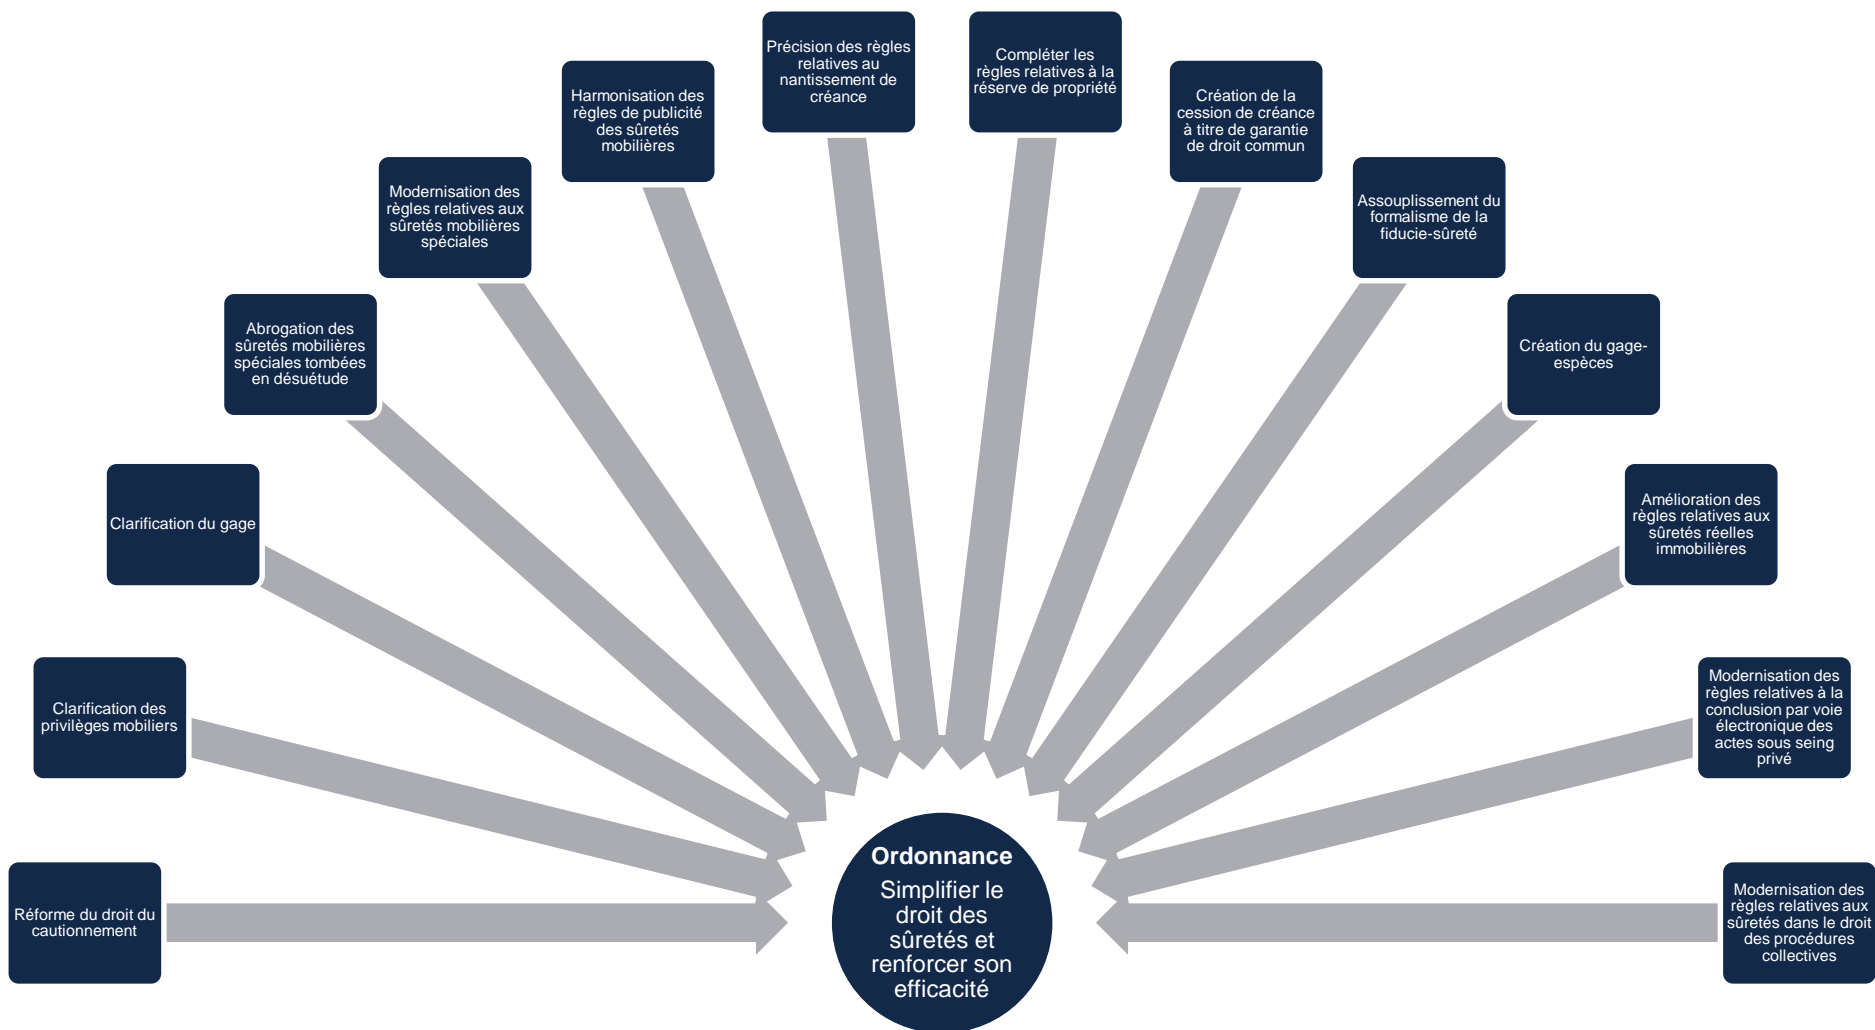 Réforme du droit du
cautionnement
Clarification des
privilèges mobiliers
Clarification du gage
Abrogation des
sûretés mobilières
spéciales tombées
en désuétude
Modernisation des
règles relatives aux
sûretés mobilières
spéciales
Harmonisation des
règles de publicité
des sûretés
mobilières
Précision des règles
relatives au
nantissement de
créance
Compléter les
règles relatives à la
réserve de propriété
Création de la
cession de créance
à titre de garantie
de droit commun
Assouplissement du
formalisme de la
fiducie-sûreté
Création du gage-
espèces
Amélioration des
règles relatives aux
sûretés réelles
immobilières
Modernisation des
règles relatives à la
conclusion par voie
électronique des
actes sous seing
privé
Modernisation des
règles relatives aux
sûretés dans le droit
des procédures
collectives
Ordonnance
Simplifier le
droit des
sûretés et
renforcer son
efficacité